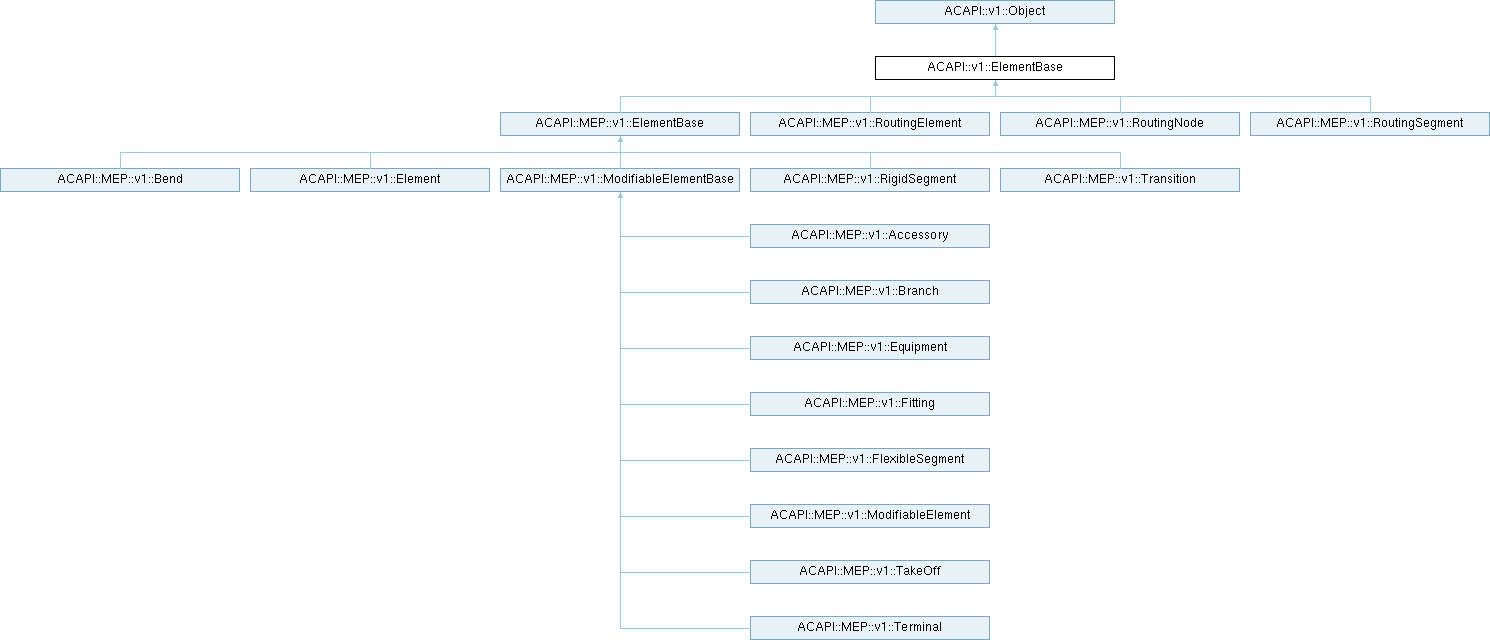 ACAPI::v1::Object
ACAPI::v1::ElementBase
ACAPI::MEP::v1::ElementBase
ACAPI::MEP::v1::RoutingElement
ACAPI::MEP::v1::RoutingNode
ACAPI::MEP::v1::RoutingSegment
ACAPI::MEP::v1::Bend
ACAPI::MEP::v1::Element
ACAPI::MEP::v1::ModifiableElementBase
ACAPI::MEP::v1::RigidSegment
ACAPI::MEP::v1::Transition
ACAPI::MEP::v1::Accessory
ACAPI::MEP::v1::Branch
ACAPI::MEP::v1::Equipment
ACAPI::MEP::v1::Fitting
ACAPI::MEP::v1::FlexibleSegment
ACAPI::MEP::v1::ModifiableElement
ACAPI::MEP::v1::TakeOff
ACAPI::MEP::v1::Terminal